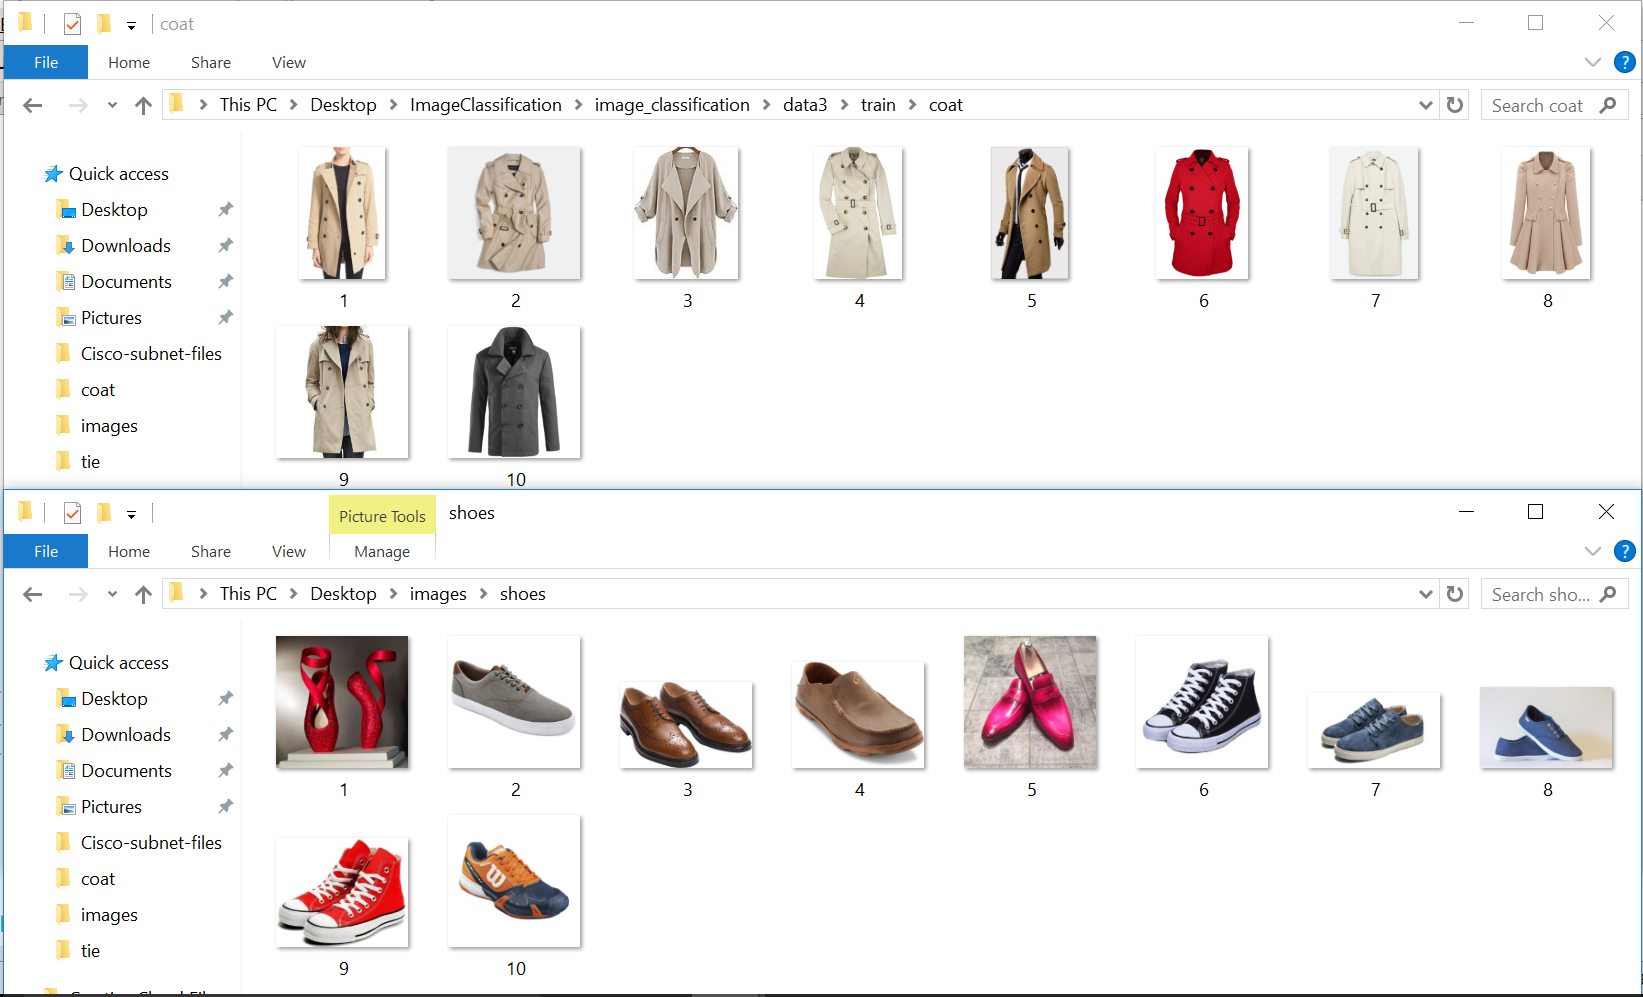 coat
File Home Share View
This PC Desktop ImageClassification image_classification data3 train coat Search coat
Quick access
Desktop
Downloads
Documents
Pictures
Cisco-subnet-files
coat
images
tie
1 2 3 4 5 6 7 8
9 10
Picture Tools shoes
File Home Share View Manage
This PC Desktop images shoes Search sho...
Quick access
Desktop
Downloads
Documents
Pictures
Cisco-subnet-files
coat
images
tie
1 2 3 4 5 6 7 8
9 10